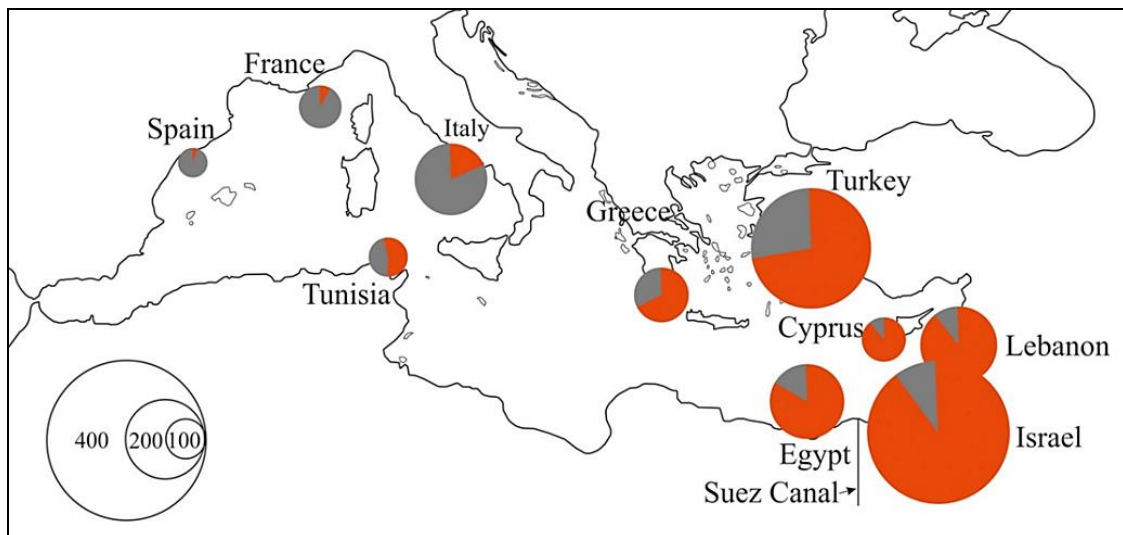 France
Spain
Italy
Greece
Turkey
Tunisia
Cyprus
Lebanon
Egypt
Israel
Suez Canal
400
200
100